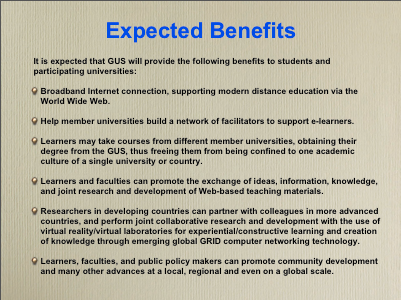 Expected Benefits
It is expected that GUS will provide the following benefits to students and
participating universities:
Broadband Internet connection, supporting modern distance education via the
World Wide Web.
Help member universities build a network of facilitators to support e-learners.
Learners may take courses from different member universities, obtaining their
degree from the GUS, thus freeing them from being confined to one academic
culture of a single university or country.
Learners and faculties can promote the exchange of ideas, information, knowledge,
and joint research and development of Web-based teaching materials.
Researchers in developing countries can partner with colleagues in more advanced
countries, and perform joint collaborative research and development with the use of
virtual reality/virtual laboratories for experiential/constructive learning and creation
of knowledge through emerging global GRID computer networking technology.
Learners, faculties, and public policy makers can promote community development
and many other advances at a local, regional and even on a global scale.